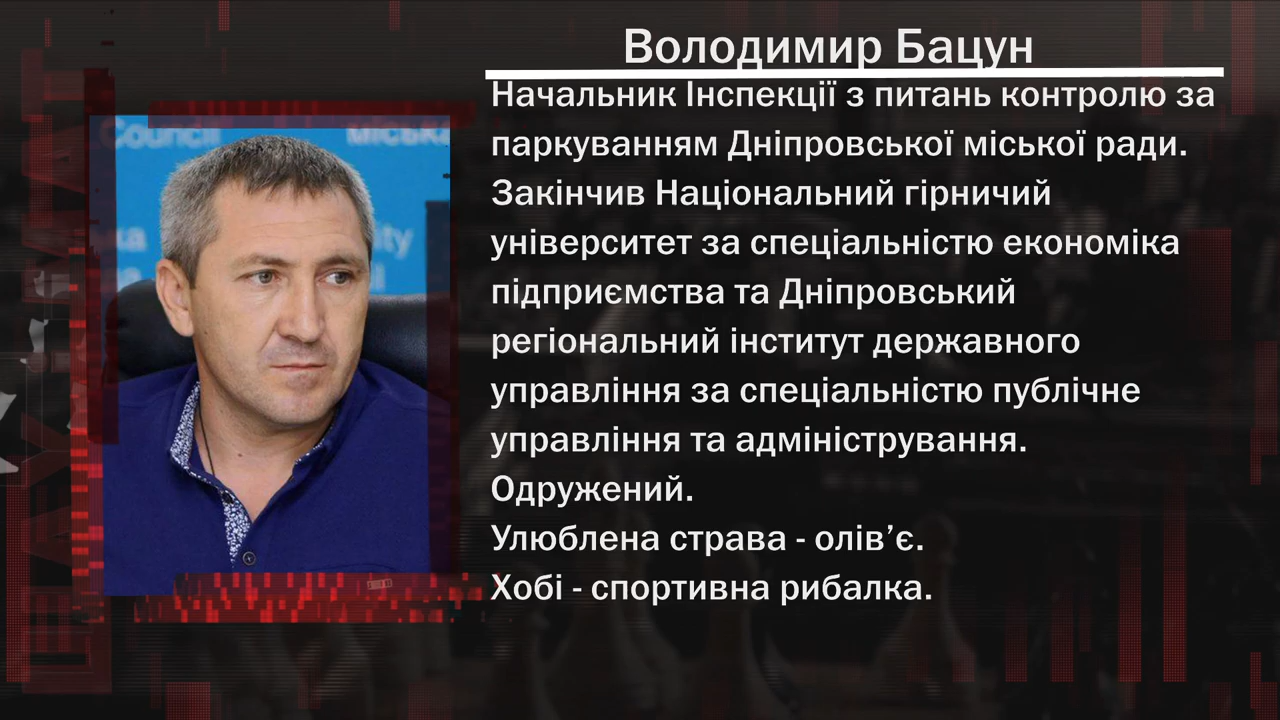 Володимир Бацун
Начальник Інспекції з питань контролю за
паркуванням Дніпровської міської ради.
Закінчив Національний гірничий
університет за спеціальністю економіка
підприємства та Дніпровський
регіональний інститут державного
управління за спеціальністю публічне
управління та адміністрування.
Одружений.
Улюблена страва - олів’є.
Хобі - спортивна рибалка.
Council